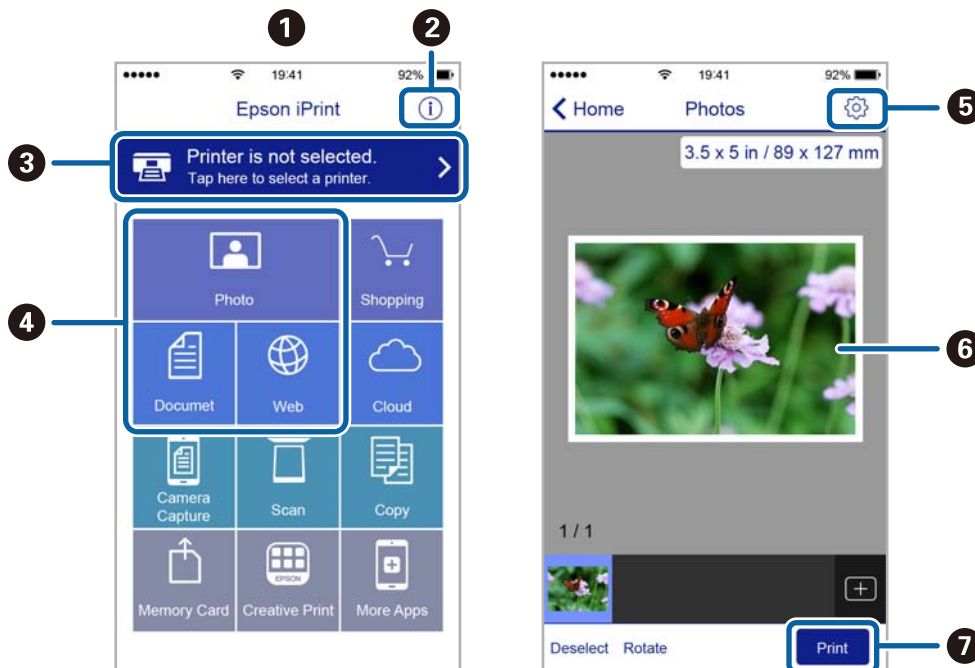 1
2
19:41
92%
Epson iPrint
i
3
Printer is not selected.
Tap here to select a printer.
4
Photo
Shopping
Documet
Web
Cloud
Camera
Capture
Scan
Copy
Memory Card
EPSON
Creative Print
More Apps
19:41
92%
Home
Photos
5
3.5 x 5 in / 89 x 127 mm
6
1 / 1
Deselect
Rotate
Print
7